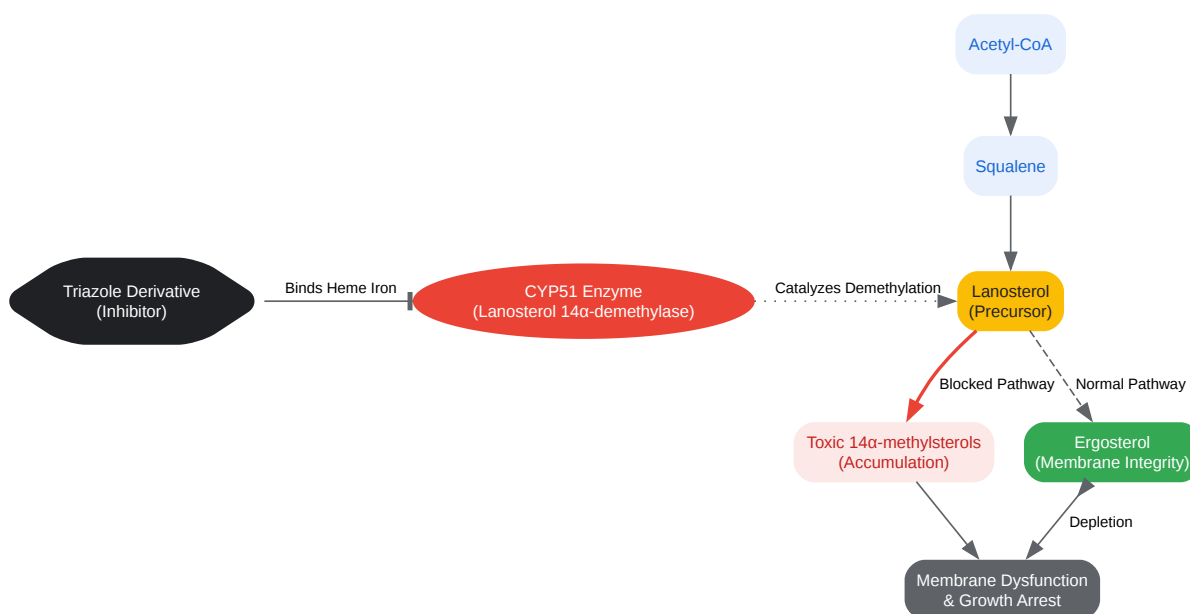 Acetyl-CoA
Squalene
Triazole Derivative
(Inhibitor)
Binds Heme Iron
CYP51 Enzyme
(Lanosterol 14α-demethylase)
Catalyzes Demethylation
Lanosterol
(Precursor)
Blocked Pathway
Normal Pathway
Toxic 14α-methylsterols
(Accumulation)
Ergosterol
(Membrane Integrity)
Depletion
Membrane Dysfunction
& Growth Arrest